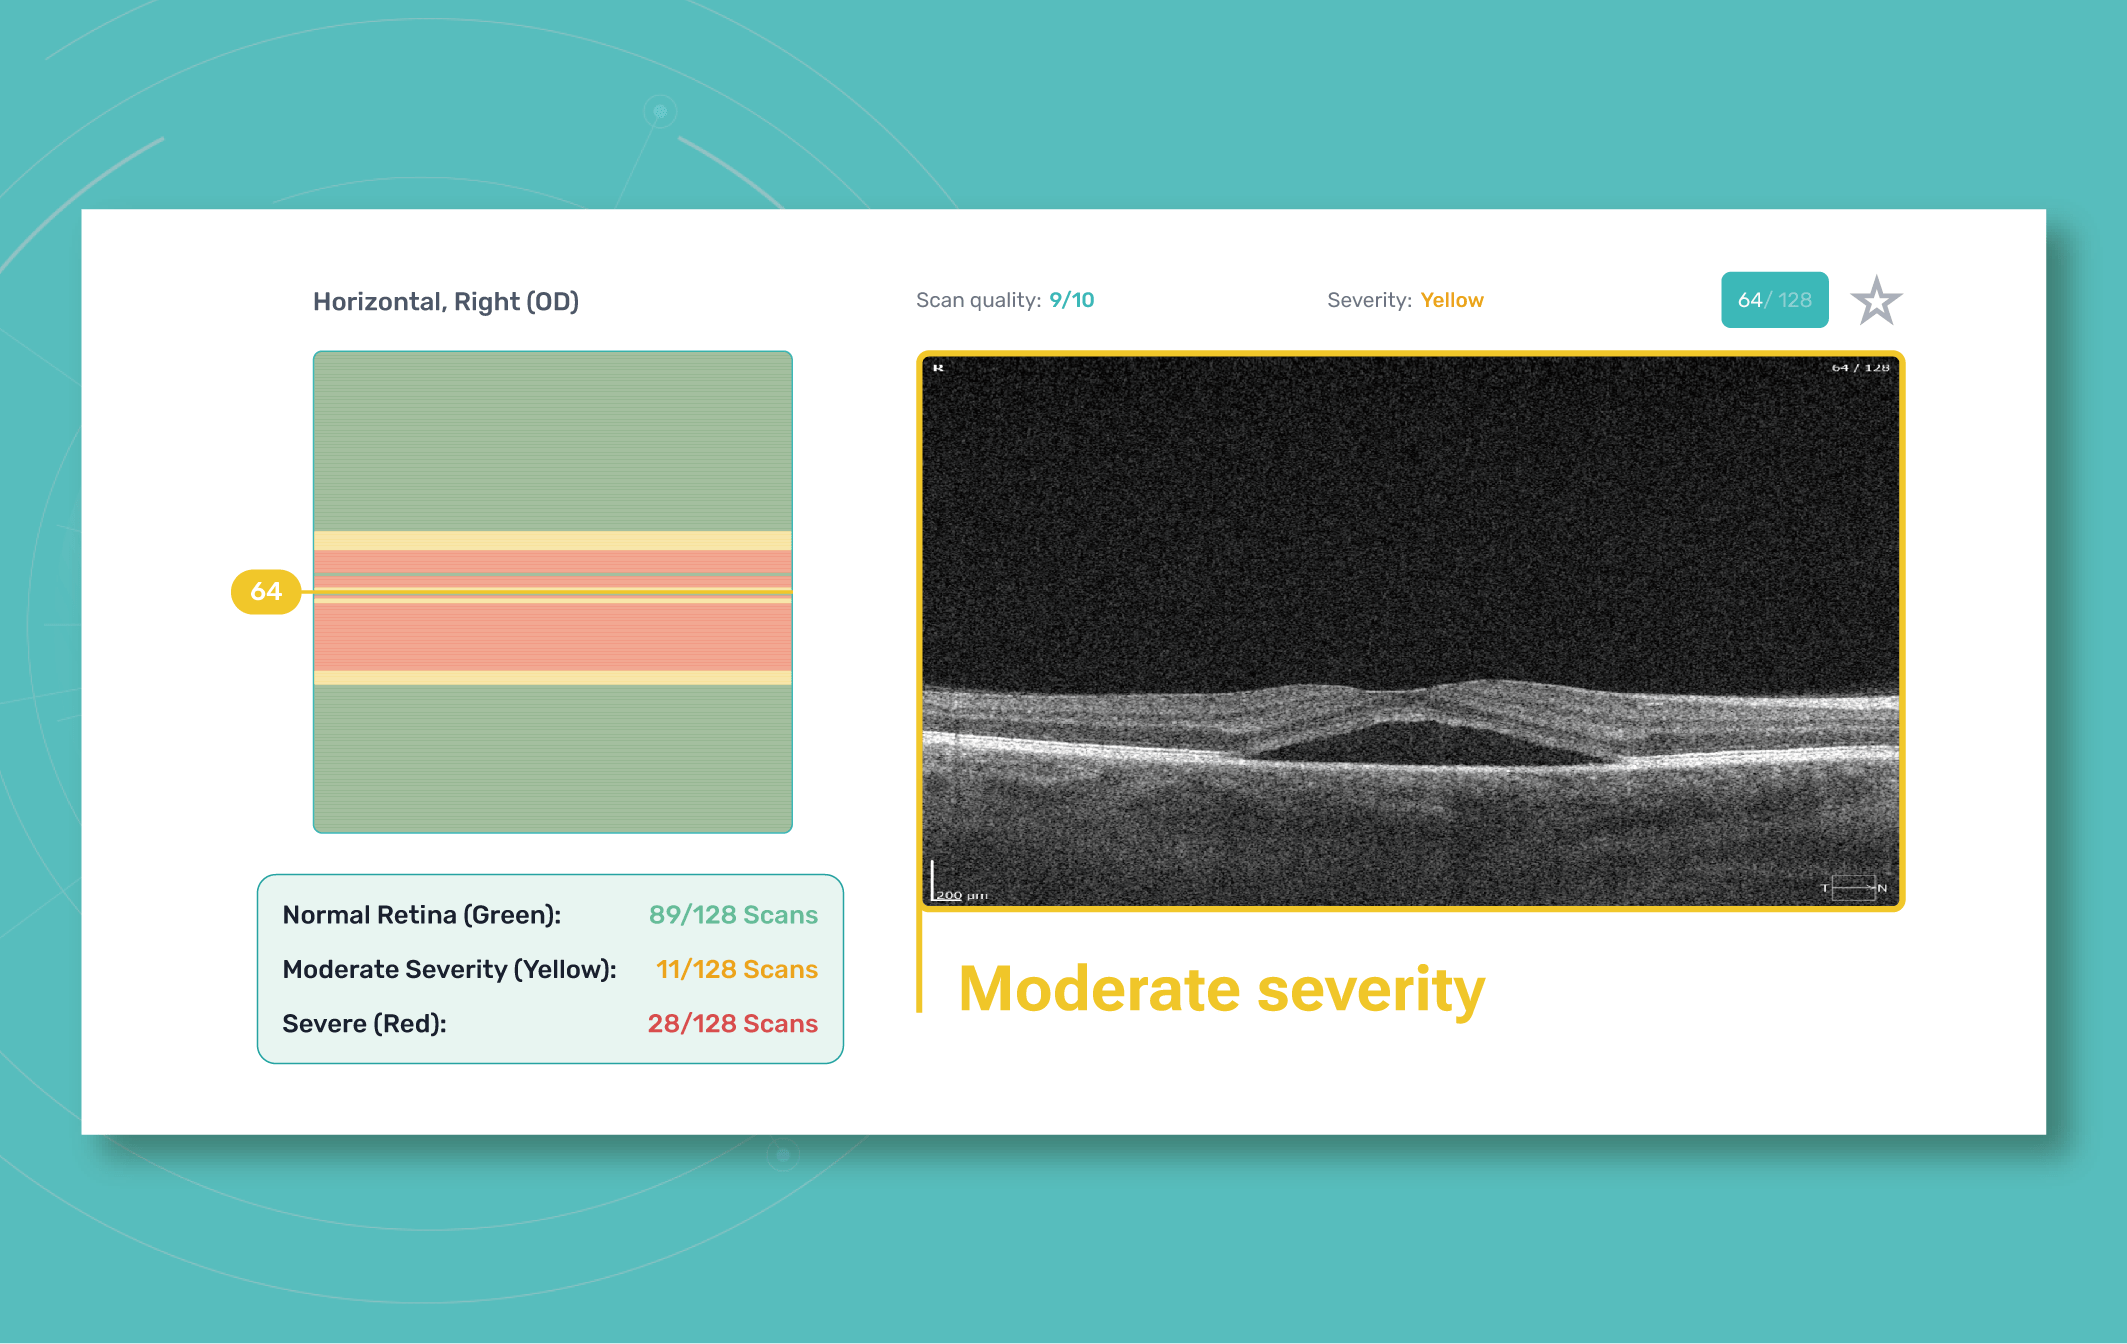 Horizontal, Right (OD)
Scan quality: 9/10
Severity: Yellow
64/ 128
R
64 / 128
64
200 µm
T N
Normal Retina (Green): 89/128 Scans
Moderate Severity (Yellow): 11/128 Scans
Severe (Red): 28/128 Scans
Moderate severity